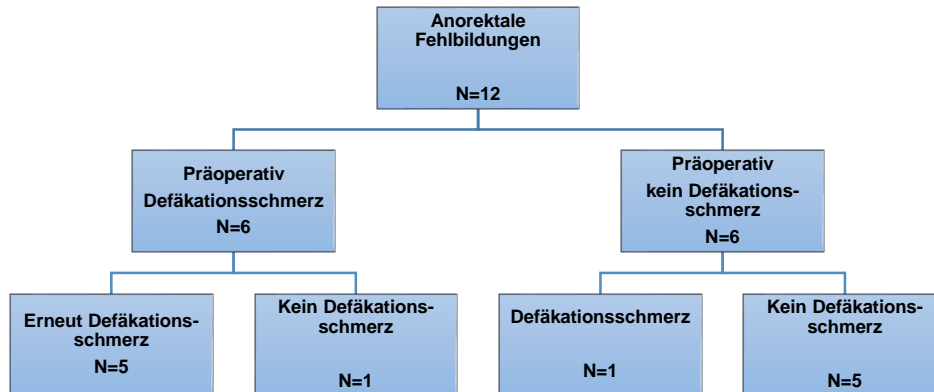 Anorektale
Fehlbildungen
N=12
Präoperativ
Defäkationsschmerz
N=6
Präoperativ
kein Defäkations-
schmerz
N=6
Erneut Defäkations-
schmerz
N=5
Kein Defäkations-
schmerz
N=1
Defäkationsschmerz
N=1
Kein Defäkations-
schmerz
N=5